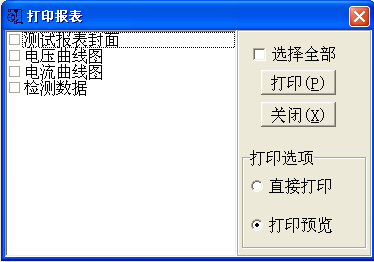 打印报表
测试报表封面
电压曲线图
电流曲线图
检测数据
选择全部
打印(P)
关闭(X)
打印选项
直接打印
打印预览